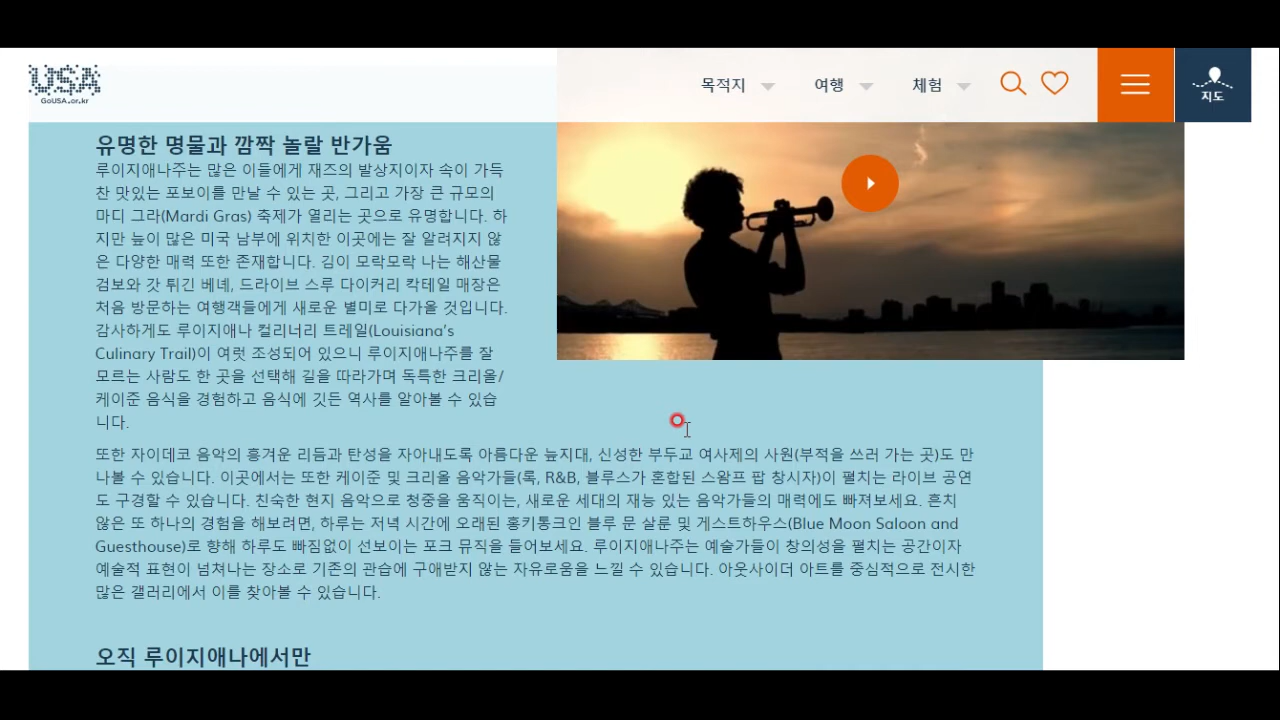 USA
GoUSA.or.kr
목적지
여행
체험
지도
유명한 명물과 깜짝 놀랄 반가움
루이지애나주는 많은 이들에게 재즈의 발상지이자 속이 가득
찬 맛있는 포보이를 만날 수 있는 곳, 그리고 가장 큰 규모의
마디 그라(Mardi Gras) 축제가 열리는 곳으로 유명합니다. 하
지만 늪이 많은 미국 남부에 위치한 이곳에는 잘 알려지지 않
은 다양한 매력 또한 존재합니다. 김이 모락모락 나는 해산물
검보와 갓 튀긴 베녜, 드라이브 스루 다이커리 칵테일 매장은
처음 방문하는 여행객들에게 새로운 별미로 다가올 것입니다.
감사하게도 루이지애나 컬리너리 트레일(Louisiana’s
Culinary Trail)이 여럿 조성되어 있으니 루이지애나주를 잘
모르는 사람도 한 곳을 선택해 길을 따라가며 독특한 크리올/
케이준 음식을 경험하고 음식에 깃든 역사를 알아볼 수 있습
니다.
또한 자이데코 음악의 흥겨운 리듬과 탄성을 자아내도록 아름다운 늪지대, 신성한 부두교 여사제의 사원(부적을 쓰러 가는 곳)도 만
나볼 수 있습니다. 이곳에서는 또한 케이준 및 크리올 음악가들(록, R&B, 블루스가 혼합된 스왐프 팝 창시자)이 펼치는 라이브 공연
도 구경할 수 있습니다. 친숙한 현지 음악으로 청중을 움직이는, 새로운 세대의 재능 있는 음악가들의 매력에도 빠져보세요. 흔치
않은 또 하나의 경험을 해보려면, 하루는 저녁 시간에 오래된 홍키통크인 블루 문 살룬 및 게스트하우스(Blue Moon Saloon and
Guesthouse)로 향해 하루도 빠짐없이 선보이는 포크 뮤직을 들어보세요. 루이지애나주는 예술가들이 창의성을 펼치는 공간이자
예술적 표현이 넘쳐나는 장소로 기존의 관습에 구애받지 않는 자유로움을 느낄 수 있습니다. 아웃사이더 아트를 중심적으로 전시한
많은 갤러리에서 이를 찾아볼 수 있습니다.
오직 루이지애나에서만